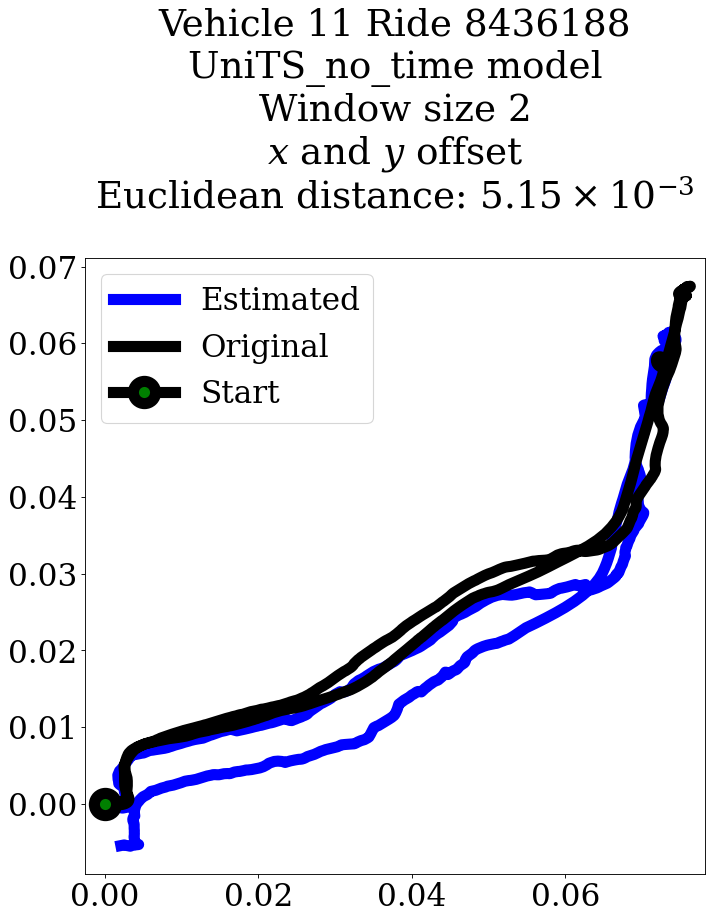 Vehicle 11 Ride 8436188
UniTS_no_time model
Window size 2
x and y offset
Euclidean distance: 5.15 × 10⁻³
0.07
0.06
0.05
0.04
0.03
0.02
0.01
0.00
Estimated
Original
Start
0.00 0.02 0.04 0.06